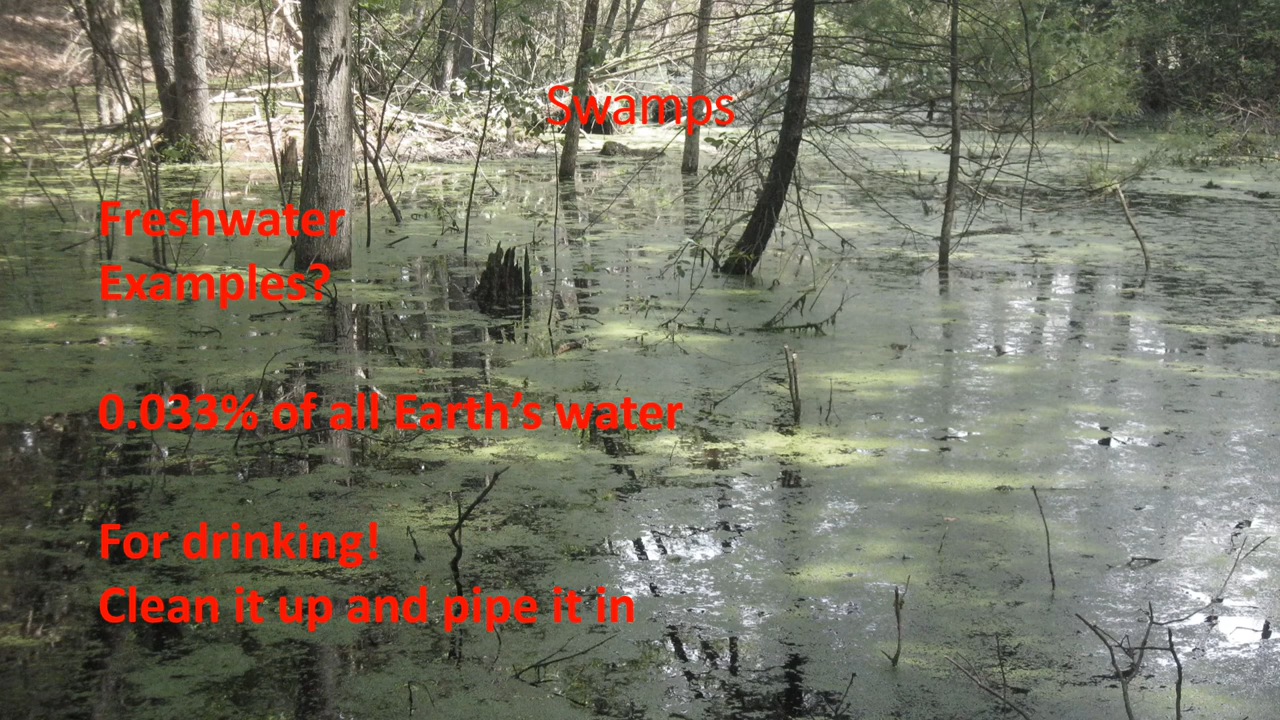 Swamps
Freshwater
Examples?
0.033% of all Earth’s water
For drinking!
Clean it up and pipe it in